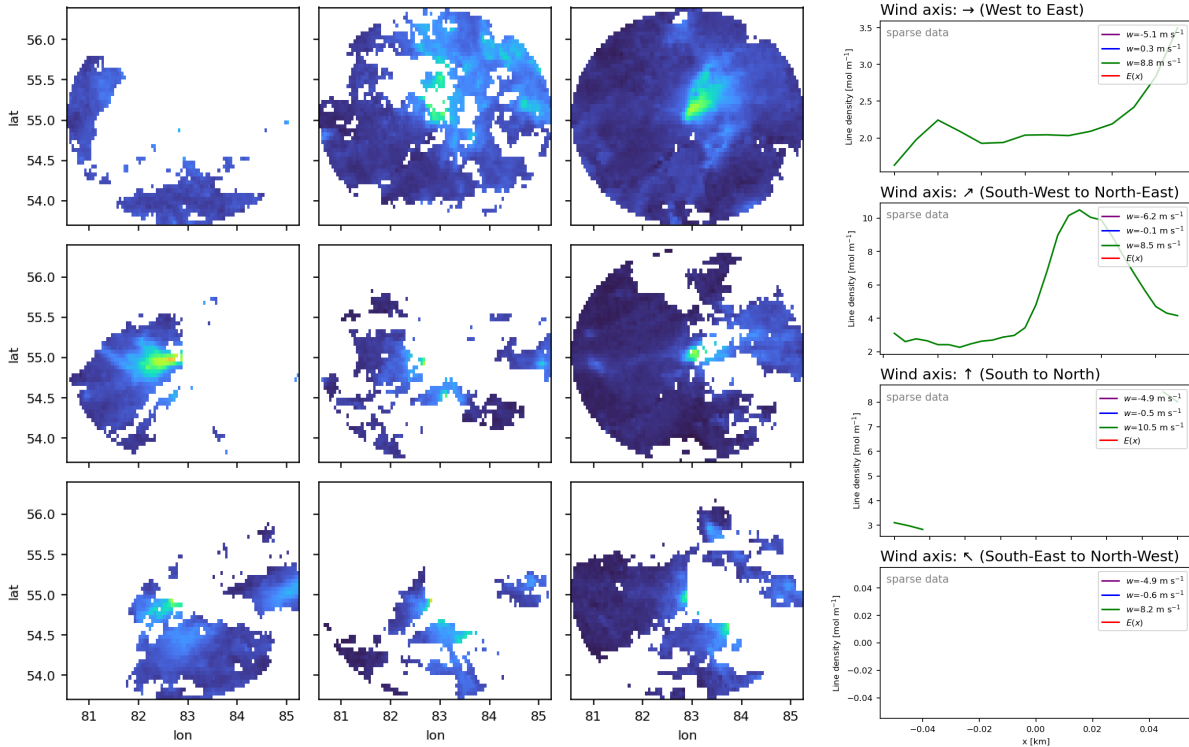 lat
56.0
55.5
55.0
54.5
54.0
lat
56.0
55.5
55.0
54.5
54.0
lat
56.0
55.5
55.0
54.5
54.0
81 82 83 84 85
lon
81 82 83 84 85
lon
81 82 83 84 85
lon
Wind axis: → (West to East)
sparse data
w=-5.1 m s⁻¹
w=0.3 m s⁻¹
w=8.8 m s⁻¹
E(x)
Line density [mol m⁻¹]
3.5
3.0
2.5
2.0
Wind axis: ↗ (South-West to North-East)
sparse data
w=-6.2 m s⁻¹
w=-0.1 m s⁻¹
w=8.5 m s⁻¹
E(x)
Line density [mol m⁻¹]
10
8
6
4
2
Wind axis: ↑ (South to North)
sparse data
w=-4.9 m s⁻¹
w=-0.5 m s⁻¹
w=10.5 m s⁻¹
E(x)
Line density [mol m⁻¹]
8
7
6
5
4
3
Wind axis: ↖ (South-East to North-West)
sparse data
w=-4.9 m s⁻¹
w=-0.6 m s⁻¹
w=8.2 m s⁻¹
E(x)
Line density [mol m⁻¹]
0.04
0.02
0.00
−0.02
−0.04
−0.04 −0.02 0.00 0.02 0.04
x [km]